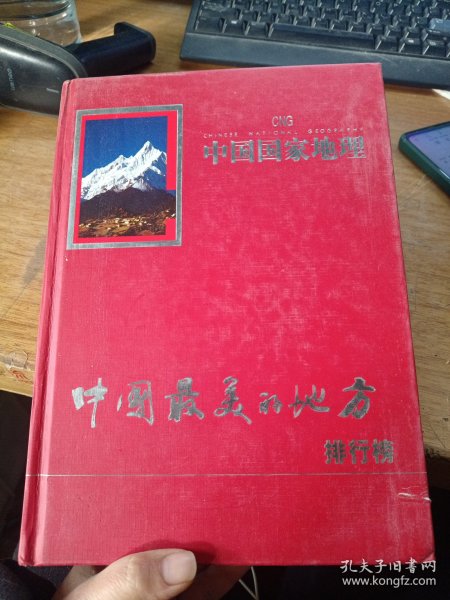 CNG
CHINESE NATIONAL GEOGRAPHY
中国国家地理
中国最美的地方
排行榜
孔夫子旧书网
www.kongfz.com